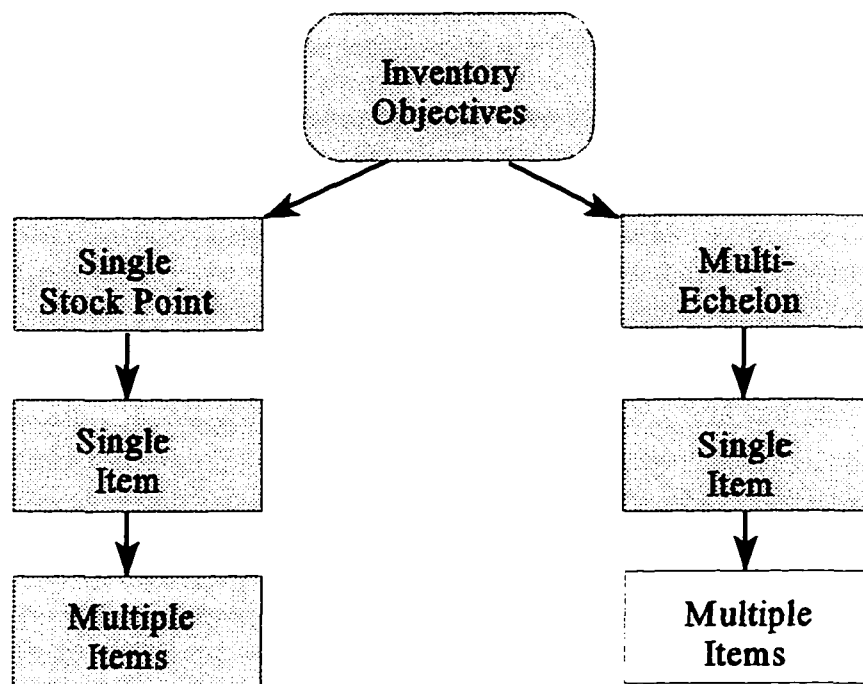 Inventory
Objectives
Single
Stock Point
Multi-
Echelon
Single
Item
Single
Item
Multiple
Items
Multiple
Items